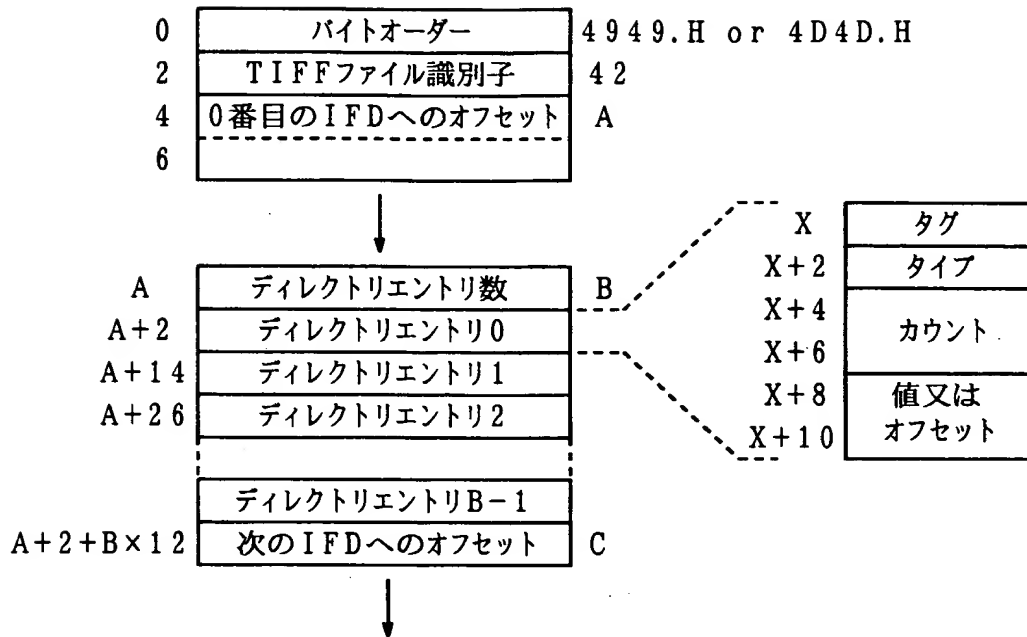 0 バイトオーダー 4949.H or 4D4D.H
2 TIFFファイル識別子 42
4 0番目のIFDへのオフセット A
6
X タグ
X+2 タイプ
A ディレクトリエントリ数 B
X+4
カウント
A+2 ディレクトリエントリ0
X+6
A+14 ディレクトリエントリ1
X+8 値又は
A+26 ディレクトリエントリ2
X+10 オフセット
ディレクトリエントリB-1
A+2+B×12 次のIFDへのオフセット C